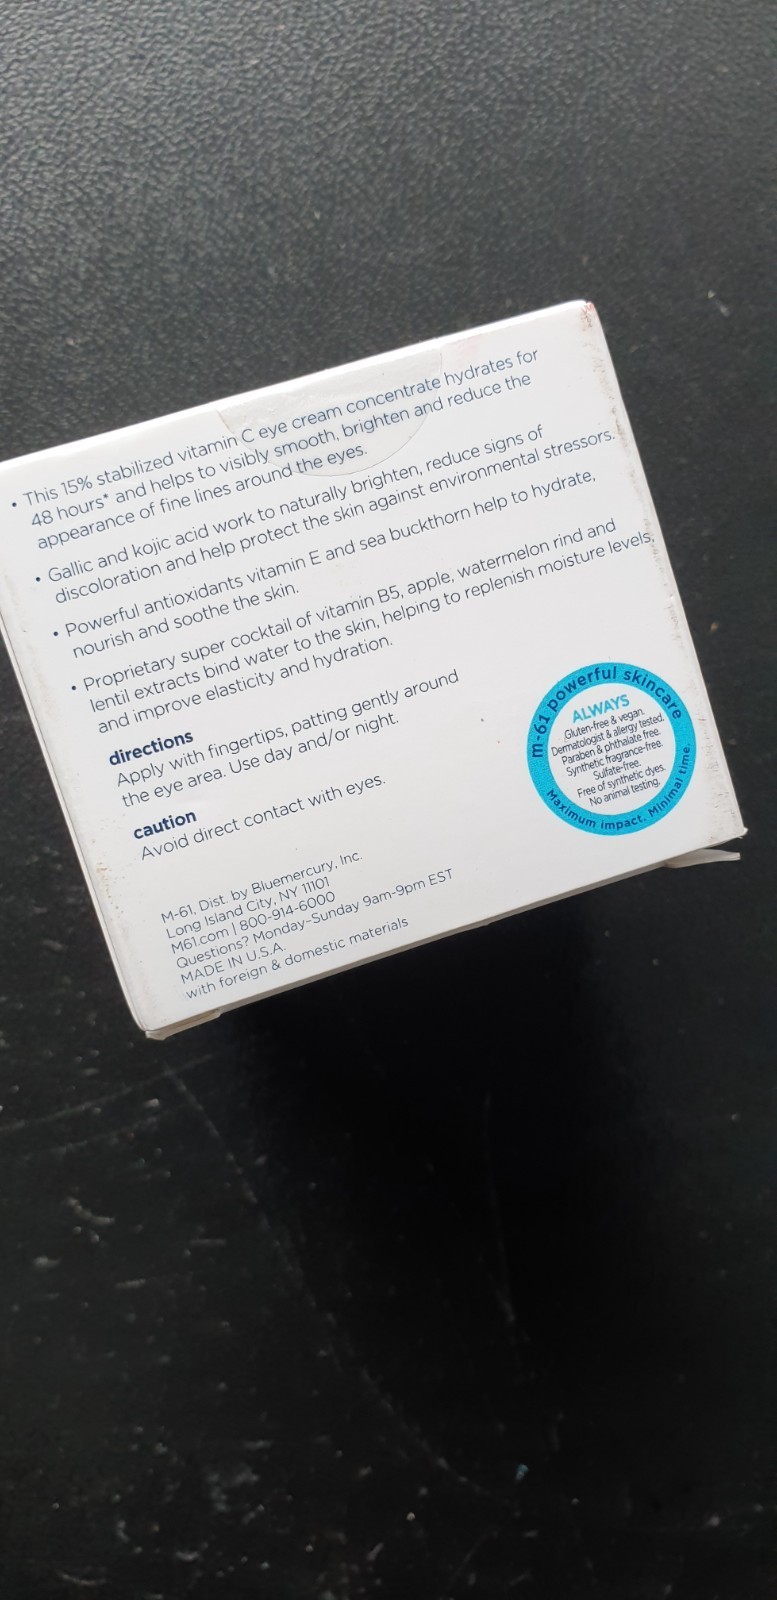 • This 15% stabilized vitamin C eye cream concentrate hydrates for
48 hours* and helps to visibly smooth, brighten and reduce the
appearance of fine lines around the eyes.
• Gallic and kojic acid work to naturally brighten, reduce signs of
discoloration and help protect the skin against environmental stressors.
• Powerful antioxidants vitamin E and sea buckthorn help to hydrate,
nourish and soothe the skin.
• Proprietary super cocktail of vitamin B5, apple, watermelon rind and
lentil extracts bind water to the skin, helping to replenish moisture levels,
and improve elasticity and hydration.
directions
Apply with fingertips, patting gently around
the eye area. Use day and/or night.
caution
Avoid direct contact with eyes.
M-61, Dist. by Bluemercury, Inc.
Long Island City, NY 11101
M61.com | 800-914-6000
Questions? Monday–Sunday 9am-9pm EST
MADE IN U.S.A.
with foreign & domestic materials
m-61 powerful skincare
ALWAYS
Gluten-free & vegan.
Dermatologist & allergy tested.
Paraben & phthalate free.
Synthetic fragrance-free.
Sulfate-free.
Free of synthetic dyes.
No animal testing.
Maximum impact. Minimal time.